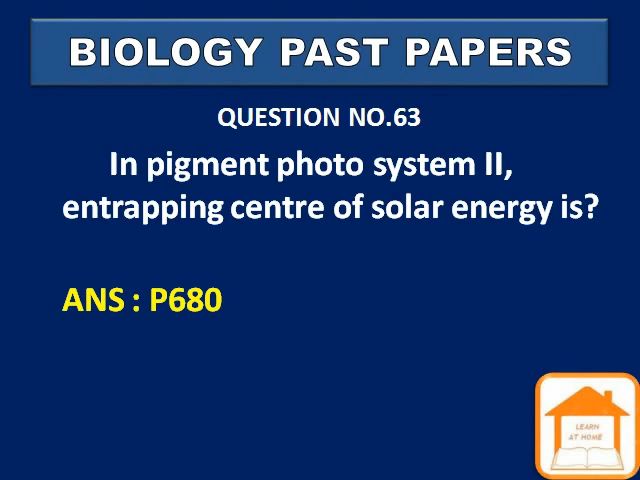 BIOLOGY PAST PAPERS
QUESTION NO.63
In pigment photo system II,
entrapping centre of solar energy is?
ANS : P680
LEARN
AT HOME